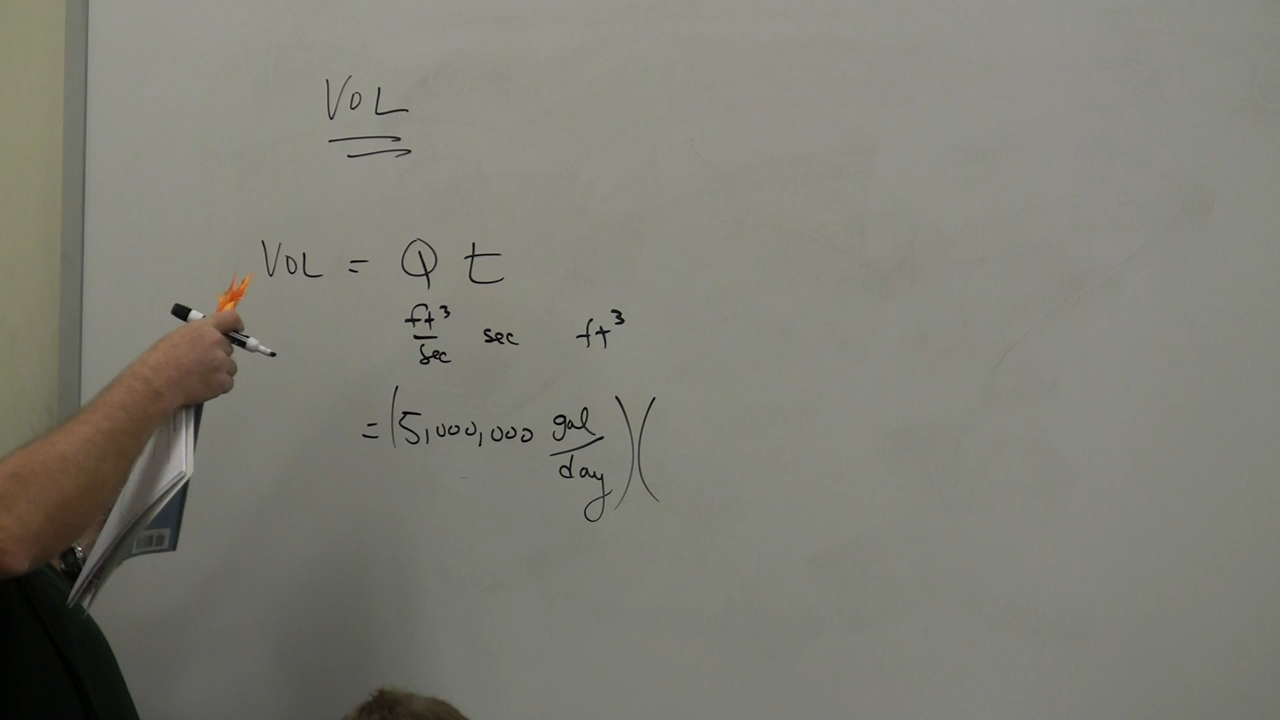 VOL
VOL = Q t
ft³/sec sec ft³
= (5,000,000 gal/day)(